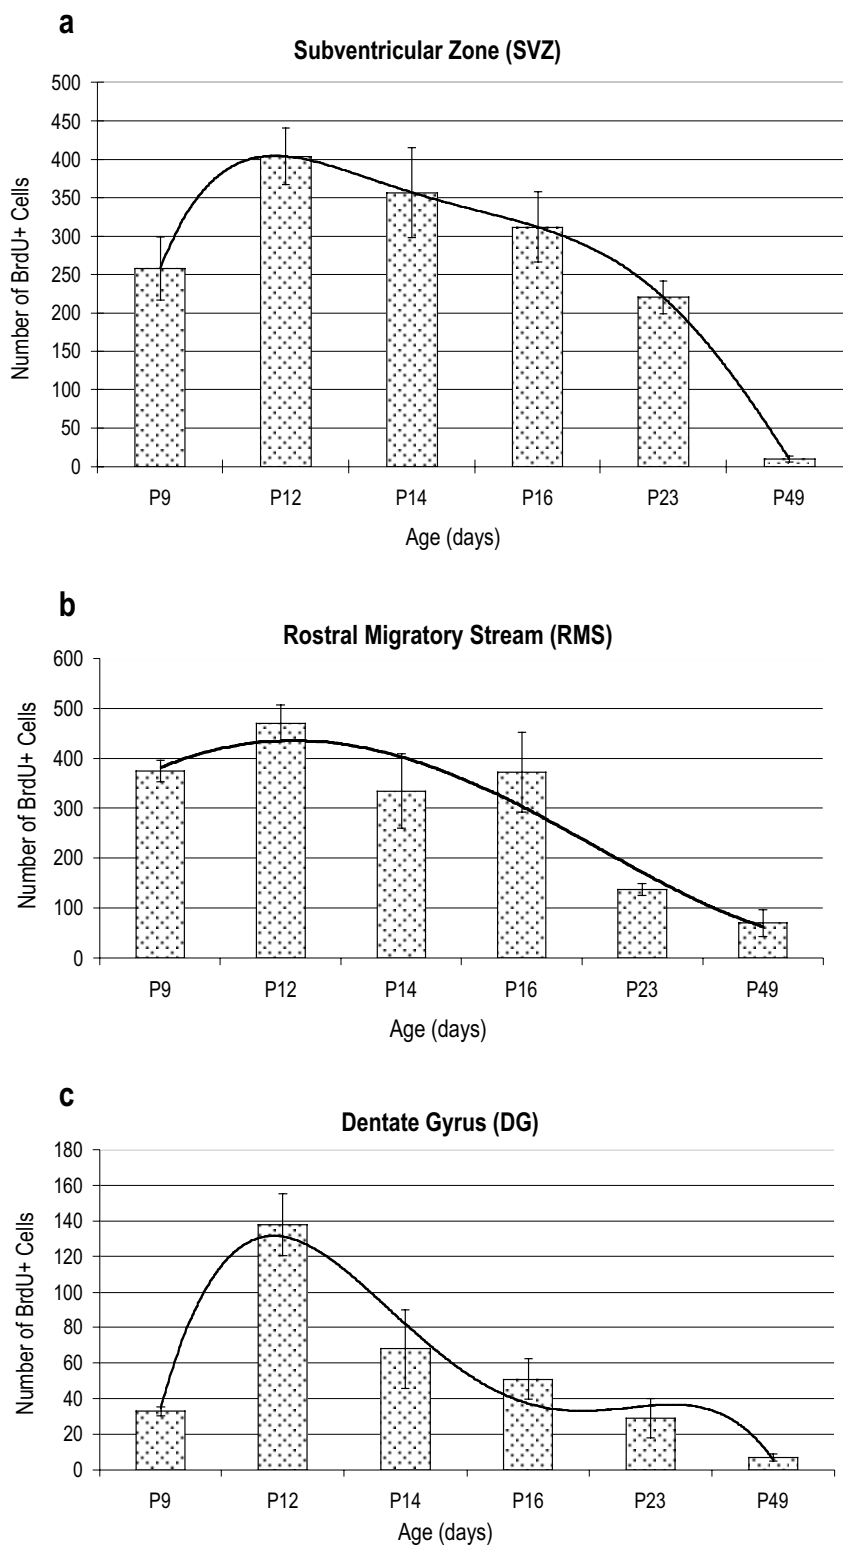 a
Subventricular Zone (SVZ)
Number of BrdU+ Cells
500
450
400
350
300
250
200
150
100
50
0
P9 P12 P14 P16 P23 P49
Age (days)
b
Rostral Migratory Stream (RMS)
Number of BrdU+ Cells
600
500
400
300
200
100
0
P9 P12 P14 P16 P23 P49
Age (days)
c
Dentate Gyrus (DG)
Number of BrdU+ Cells
180
160
140
120
100
80
60
40
20
0
P9 P12 P14 P16 P23 P49
Age (days)